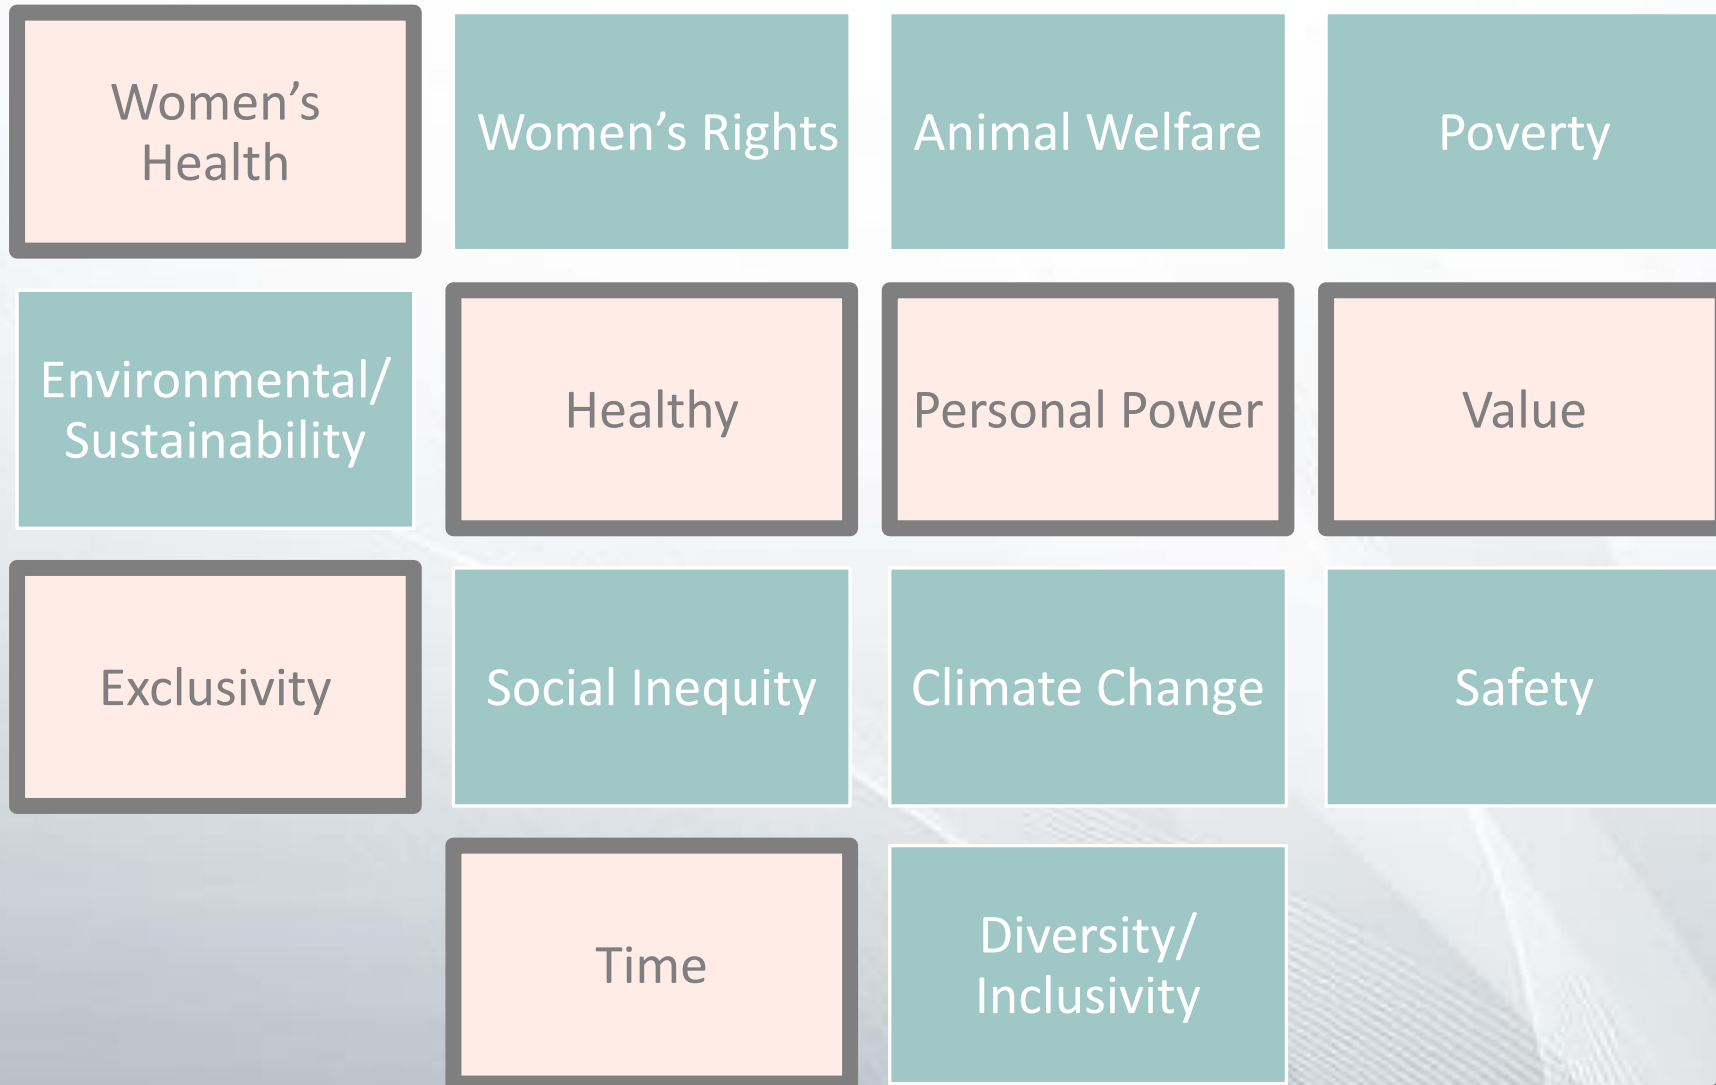 Women’s
Health
Women’s Rights
Animal Welfare
Poverty
Environmental/
Sustainability
Healthy
Personal Power
Value
Exclusivity
Social Inequity
Climate Change
Safety
Time
Diversity/
Inclusivity